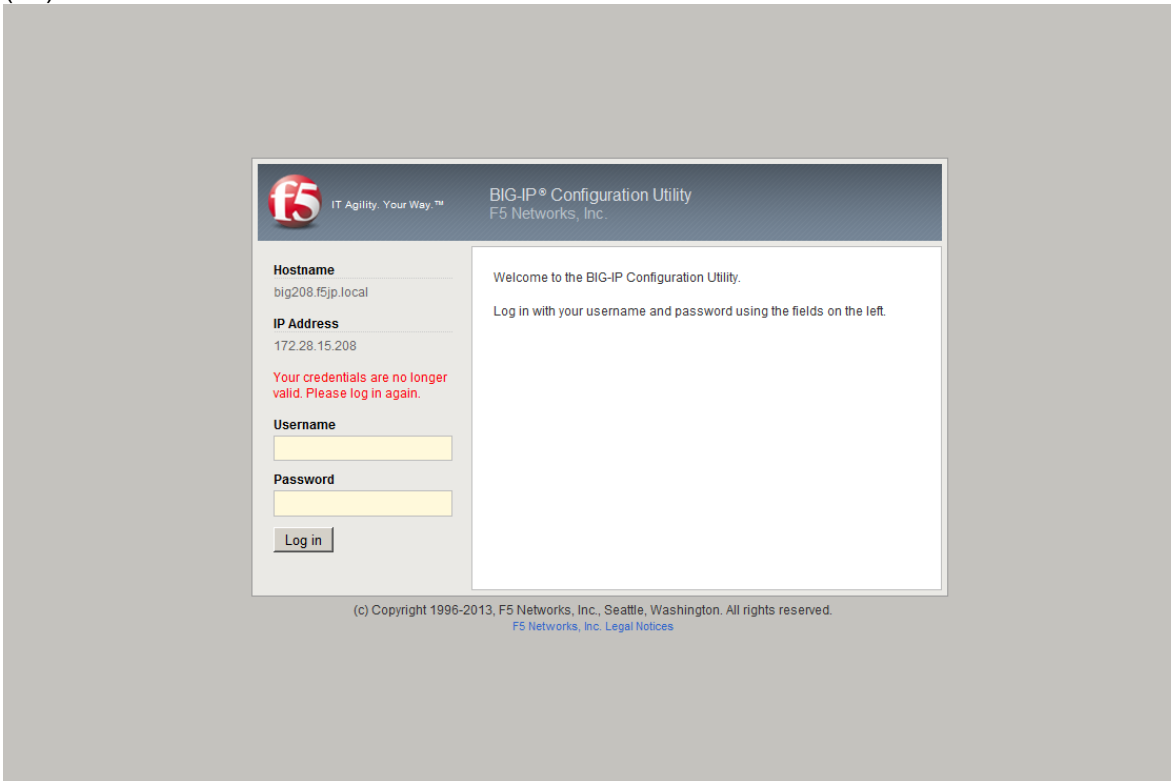 f5
IT Agility. Your Way.™
BIG-IP® Configuration Utility
F5 Networks, Inc.
Hostname
big208.f5jp.local
IP Address
172.28.15.208
Your credentials are no longer
valid. Please log in again.
Username
Password
Log in
Welcome to the BIG-IP Configuration Utility.
Log in with your username and password using the fields on the left.
(c) Copyright 1996-2013, F5 Networks, Inc., Seattle, Washington. All rights reserved.
F5 Networks, Inc. Legal Notices